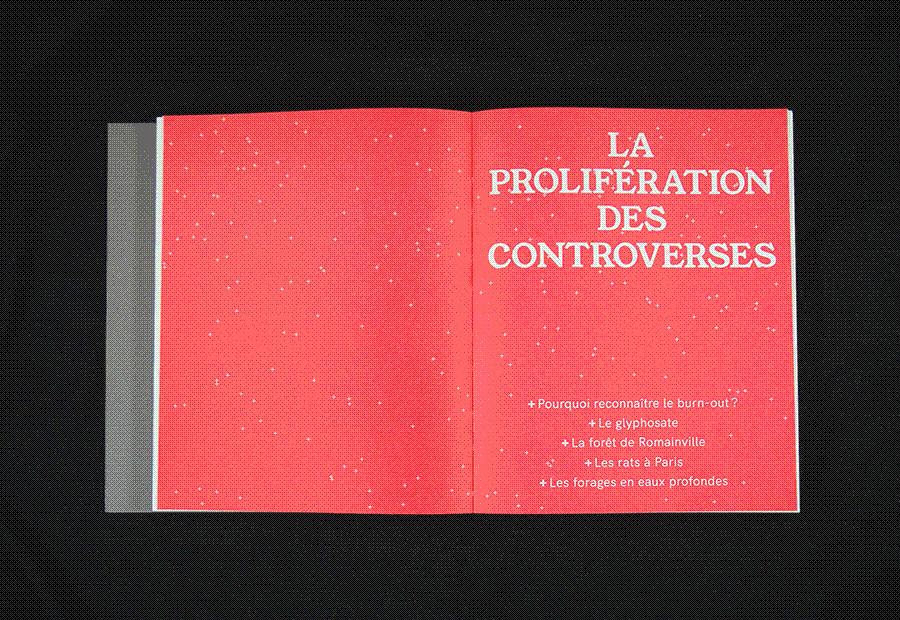 LA
PROLIFÉRATION
DES
CONTROVERSES
+Pourquoi reconnaître le burn-out ?
+Le glyphosate
+La forêt de Romainville
+Les rats à Paris
+Les forages en eaux profondes